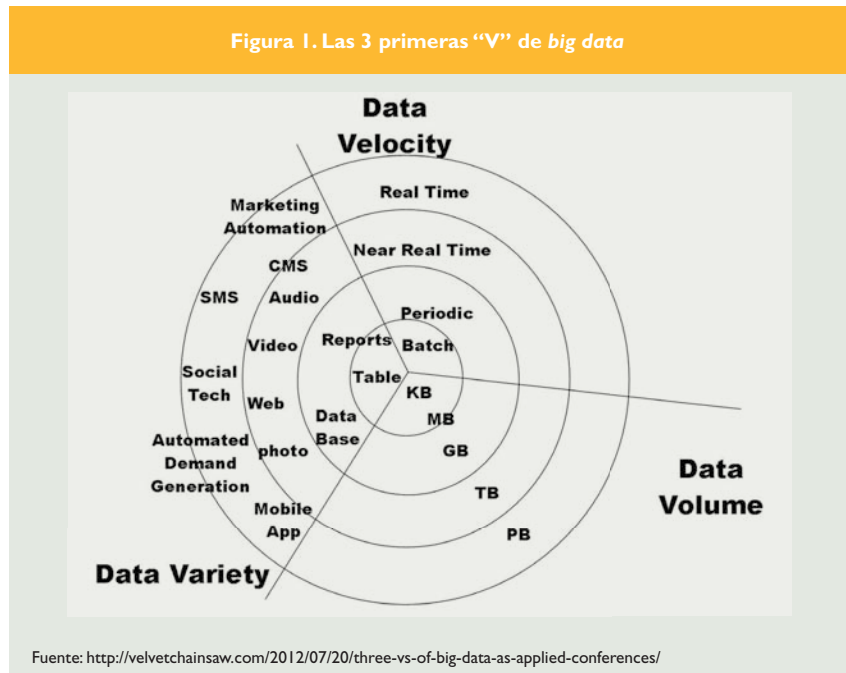 Figura 1. Las 3 primeras “V” de big data
Data
Velocity
Real Time
Near Real Time
Periodic
Batch
Marketing
Automation
CMS
SMS
Audio
Video
Reports
Social
Tech
Table
Web
Data
Base
Automated
Demand
Generation
photo
Mobile
App
Data Variety
KB
MB
GB
TB
PB
Data
Volume
Fuente: http://velvetchainsaw.com/2012/07/20/three-vs-of-big-data-as-applied-conferences/